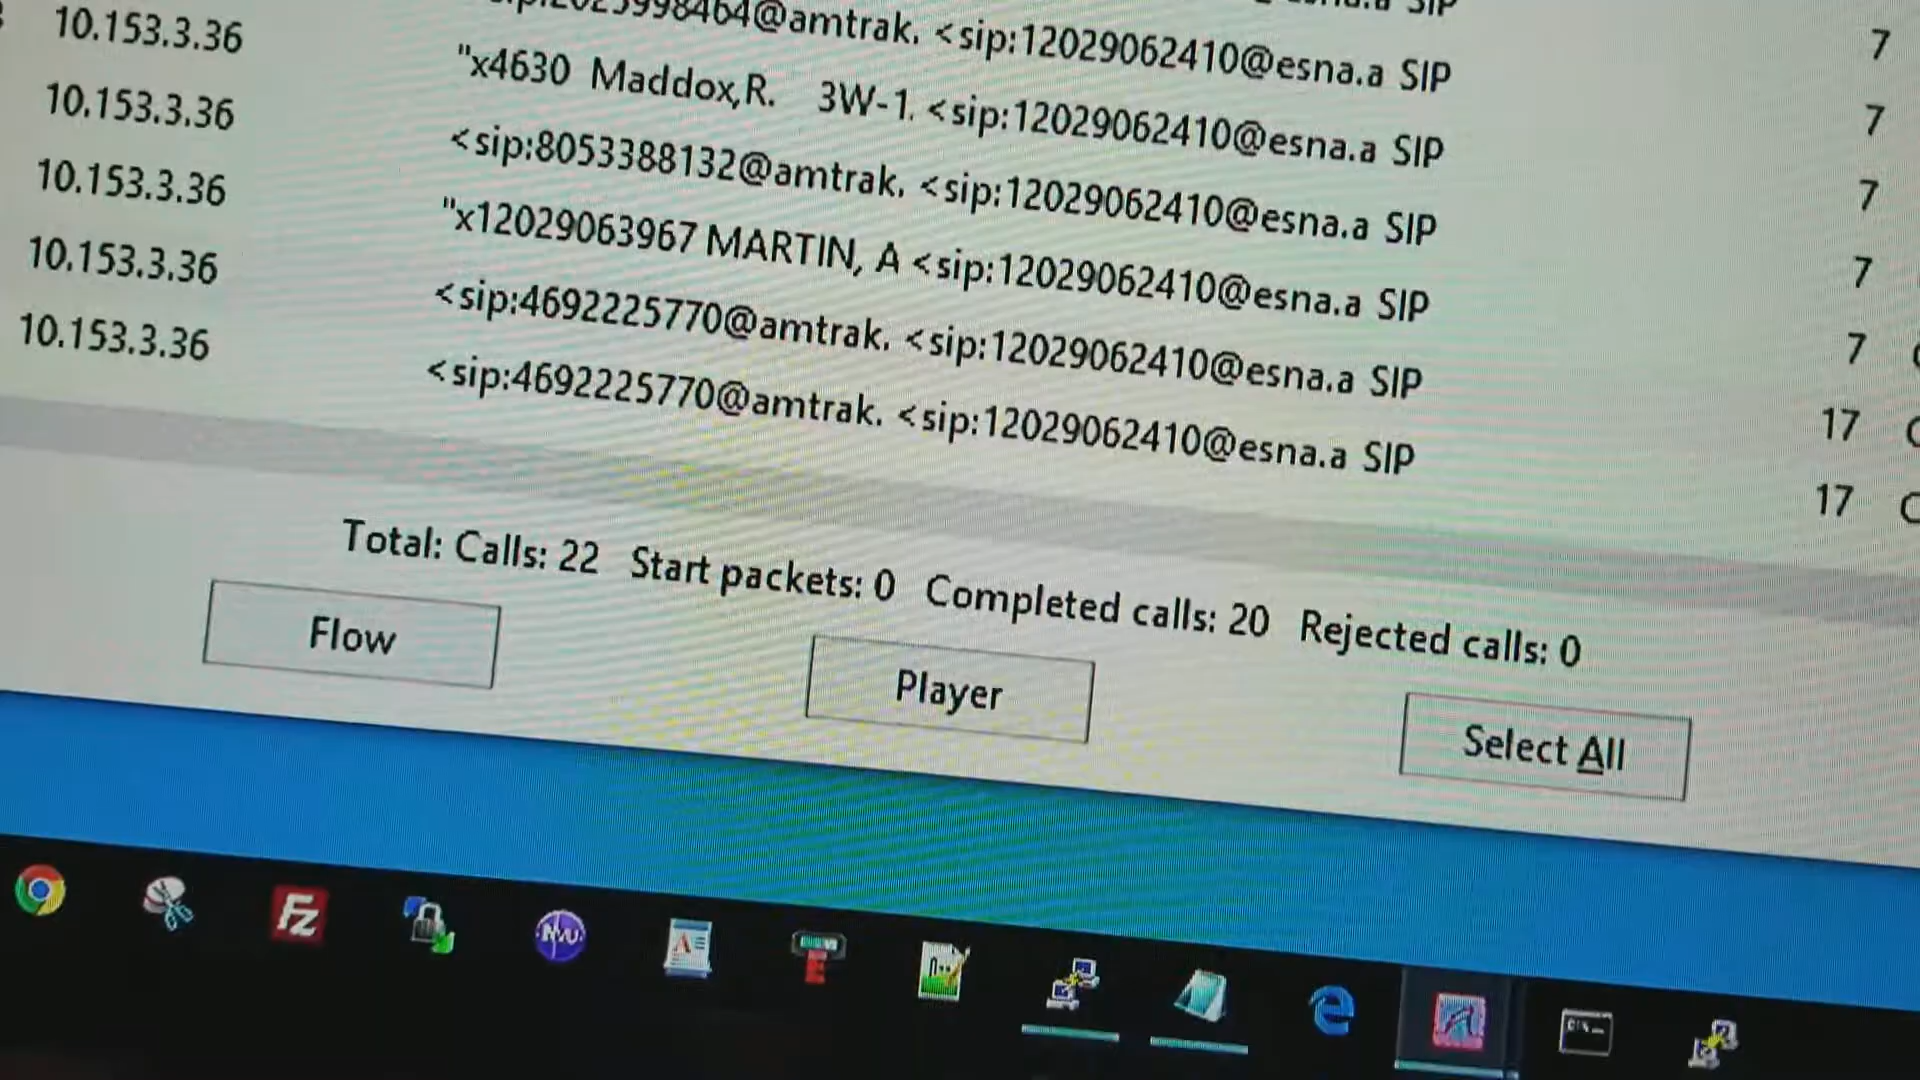 10.153.3.36 sip:2025998464@amtrak. <sip:12029062410@esna.a SIP 7
10.153.3.36 "x4630 Maddox,R. 3W-1. <sip:12029062410@esna.a SIP 7
10.153.3.36 <sip:8053388132@amtrak. <sip:12029062410@esna.a SIP 7
10.153.3.36 "x12029063967 MARTIN, A <sip:12029062410@esna.a SIP 7
10.153.3.36 <sip:4692225770@amtrak. <sip:12029062410@esna.a SIP 17
<sip:4692225770@amtrak. <sip:12029062410@esna.a SIP 17
Total: Calls: 22 Start packets: 0 Completed calls: 20 Rejected calls: 0
Flow
Player
Select All
Fz